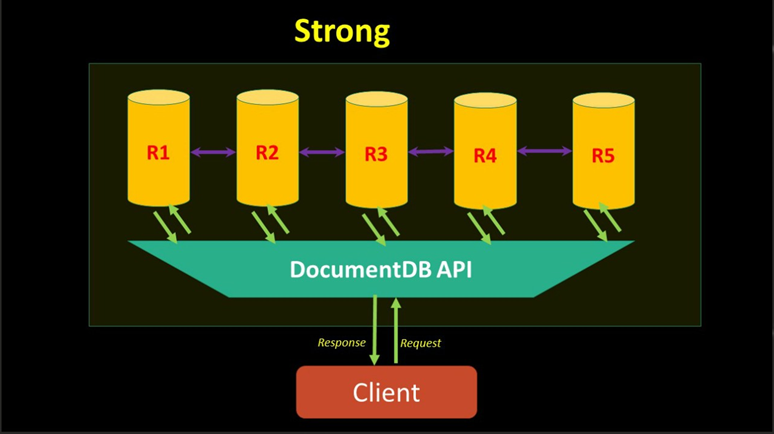 Strong
R1
R2
R3
R4
R5
DocumentDB API
Response
Request
Client